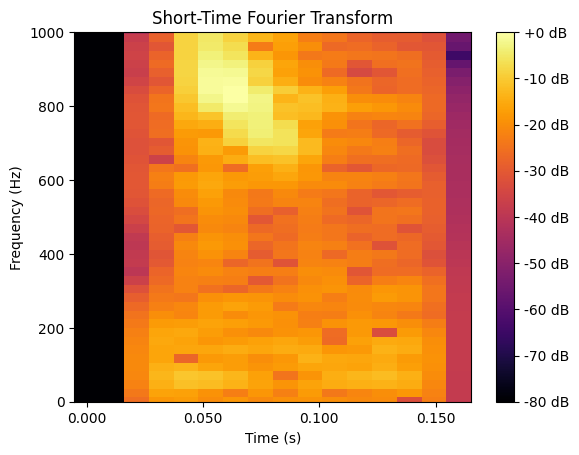 Short-Time Fourier Transform
1000
800
600
400
200
0
Frequency (Hz)
0.000
0.050
0.100
0.150
Time (s)
+0 dB
-10 dB
-20 dB
-30 dB
-40 dB
-50 dB
-60 dB
-70 dB
-80 dB